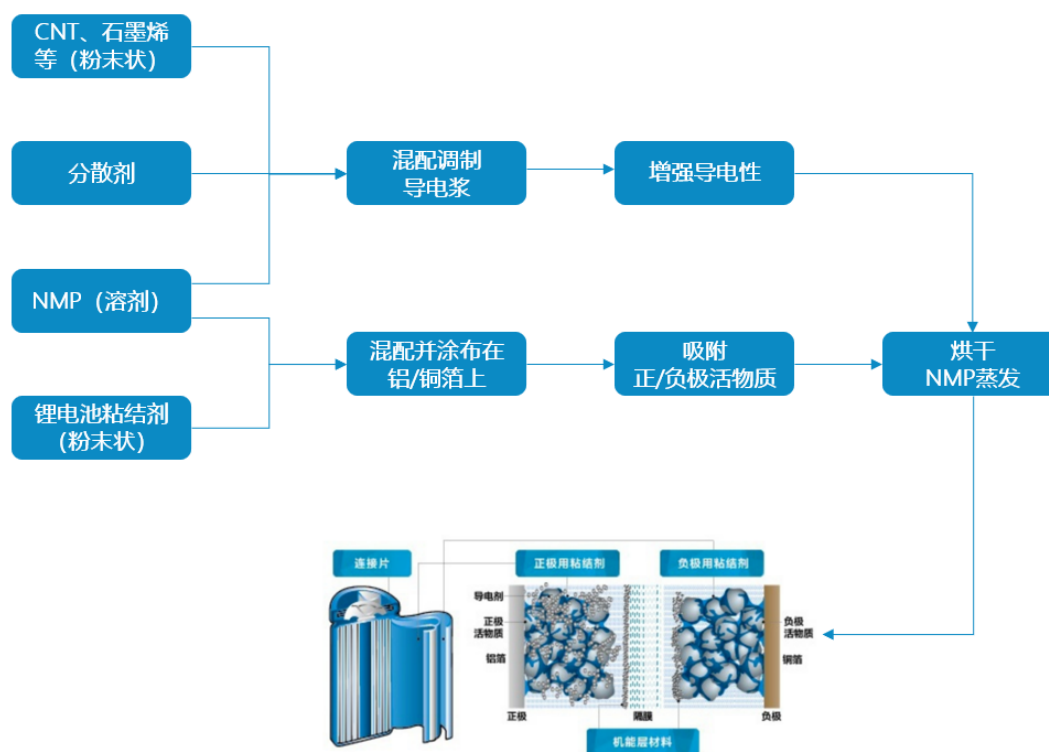 CNT、石墨烯
等（粉末状）
分散剂
混配调制
导电浆
增强导电性
NMP（溶剂）
混配并涂布在
铝/铜箔上
吸附
正/负极活物质
烘干
NMP蒸发
锂电池粘结剂
（粉末状）
连接片
正极用粘结剂
负极用粘结剂
导电剂
正极
活物质
铝箔
负极
活物质
铜箔
正极
隔膜
负极
机能层材料